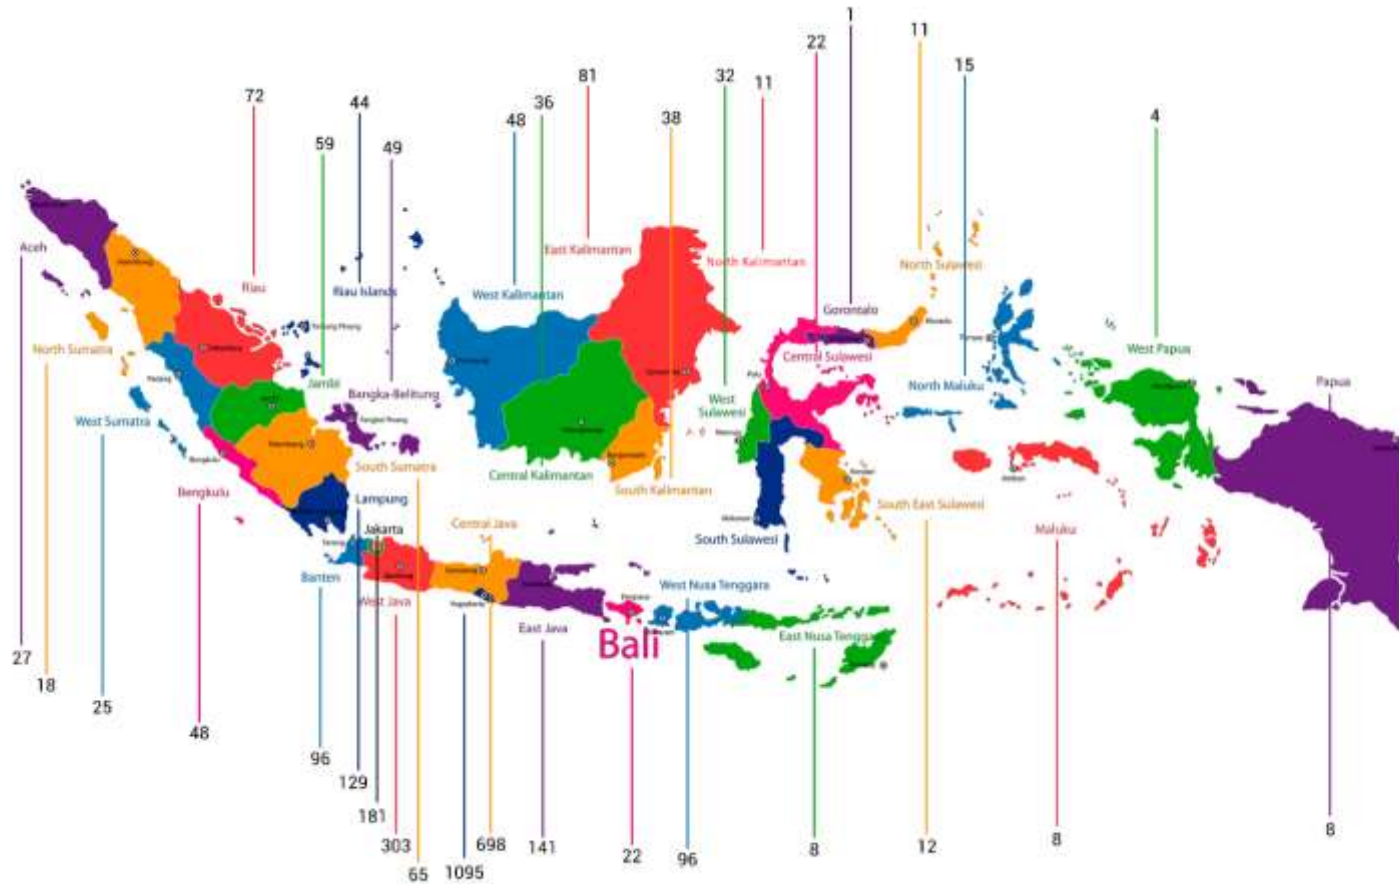 1
11
22
15
72
44
81
32
11
36
4
48
38
59
49
Aceh
Riau
Riau Islands
East Kalimantan
North Kalimantan
North Sulawesi
West Kalimantan
Gorontalo
North Sumatra
Jambi
Bangka-Belitung
Central Sulawesi
West Papua
Papua
North Maluku
West
Sulawesi
West Sumatra
South Sumatra
Central Kalimantan
South Kalimantan
Bengkulu
Lampung
Central Java
South East Sulawesi
Jakarta
South Sulawesi
Maluku
Banten
West Java
West Nusa Tenggara
East Java
Bali
East Nusa Tengga
27
18
25
48
96
129
181
303
65
1095
698
141
22
96
8
12
8
8